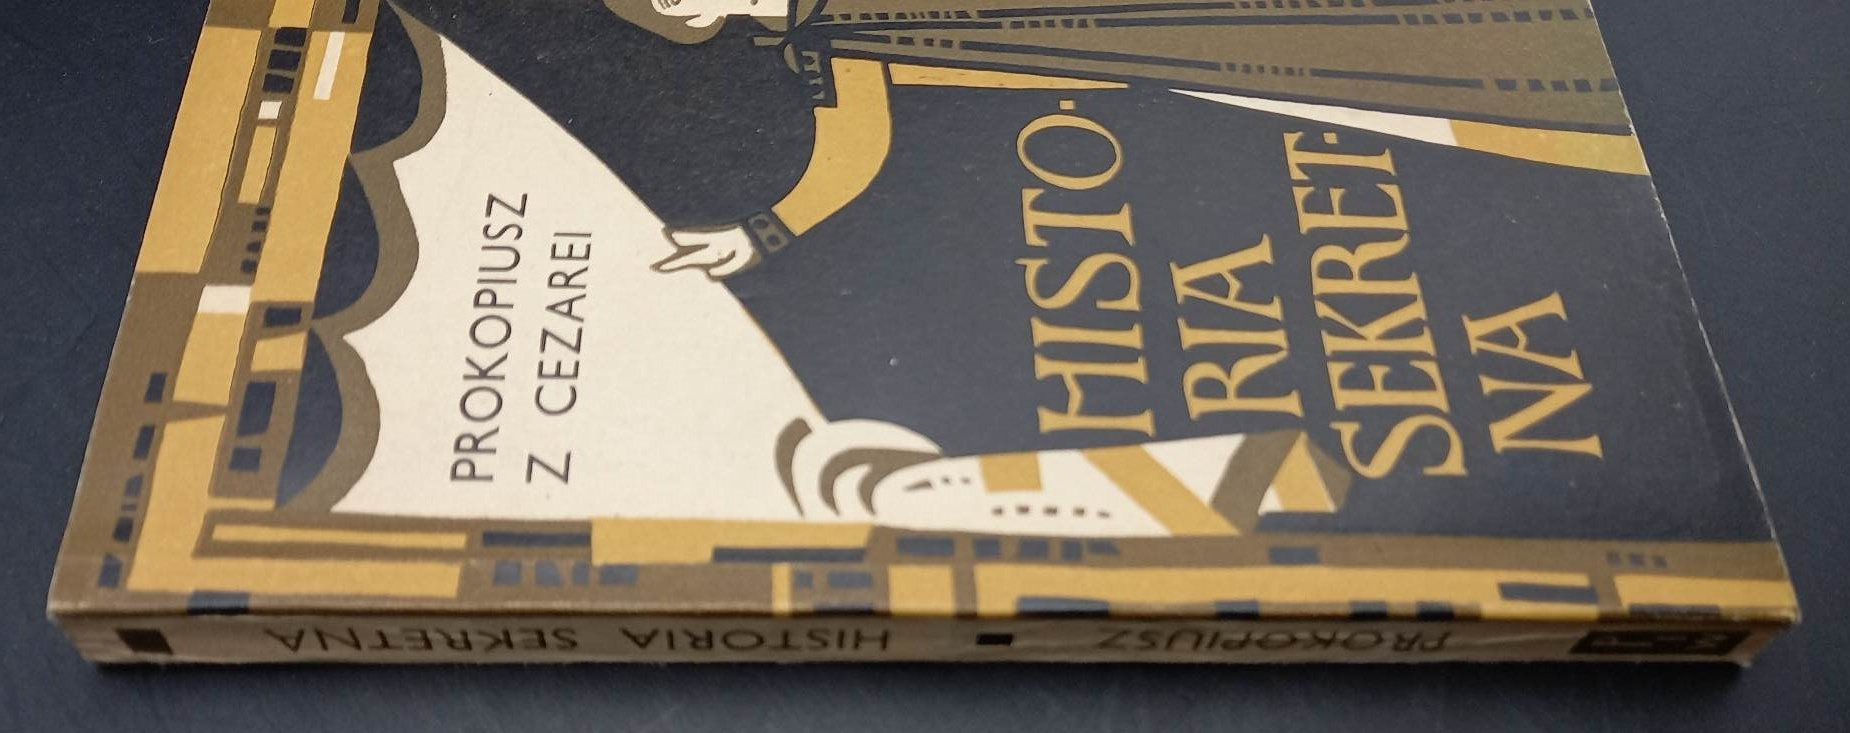 PROKOPIUSZ
Z CEZAREI
HISTO-
RIA
SEKRET-
NA
PROKOPIUSZ ■ HISTORIA SEKRETNA